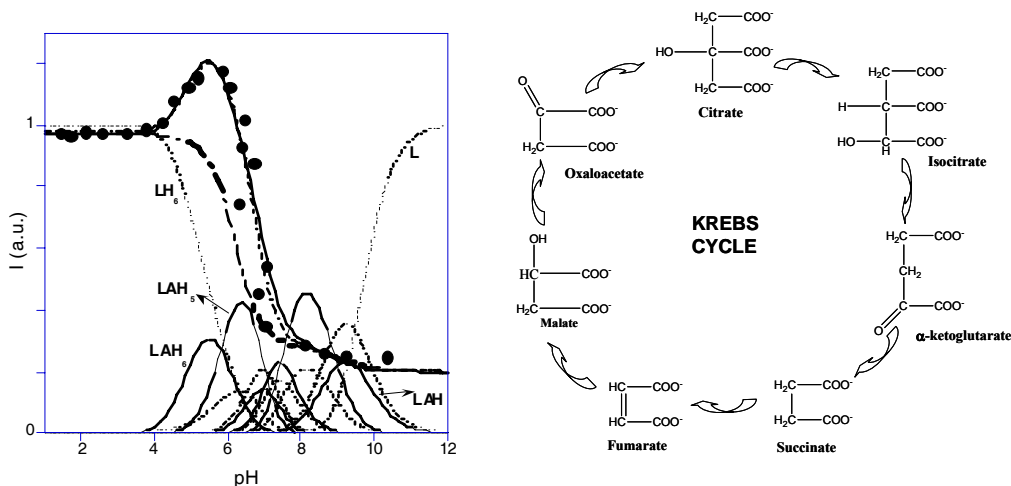 I (a.u.)
1
0
2
4
6
8
10
12
pH
LH6
L
LAH5
LAH6
LAH
KREBS
CYCLE
H2C COO-
HO C COO-
H2C COO-
Citrate
H2C COO-
H C COO-
HO C COO-
H
Isocitrate
H2C COO-
CH2
C COO-
O
α-ketoglutarate
H2C COO-
H2C COO-
Succinate
HC COO-
HC COO-
Fumarate
OH
HC COO-
H2C COO-
Malate
O
C COO-
H2C COO-
Oxaloacetate